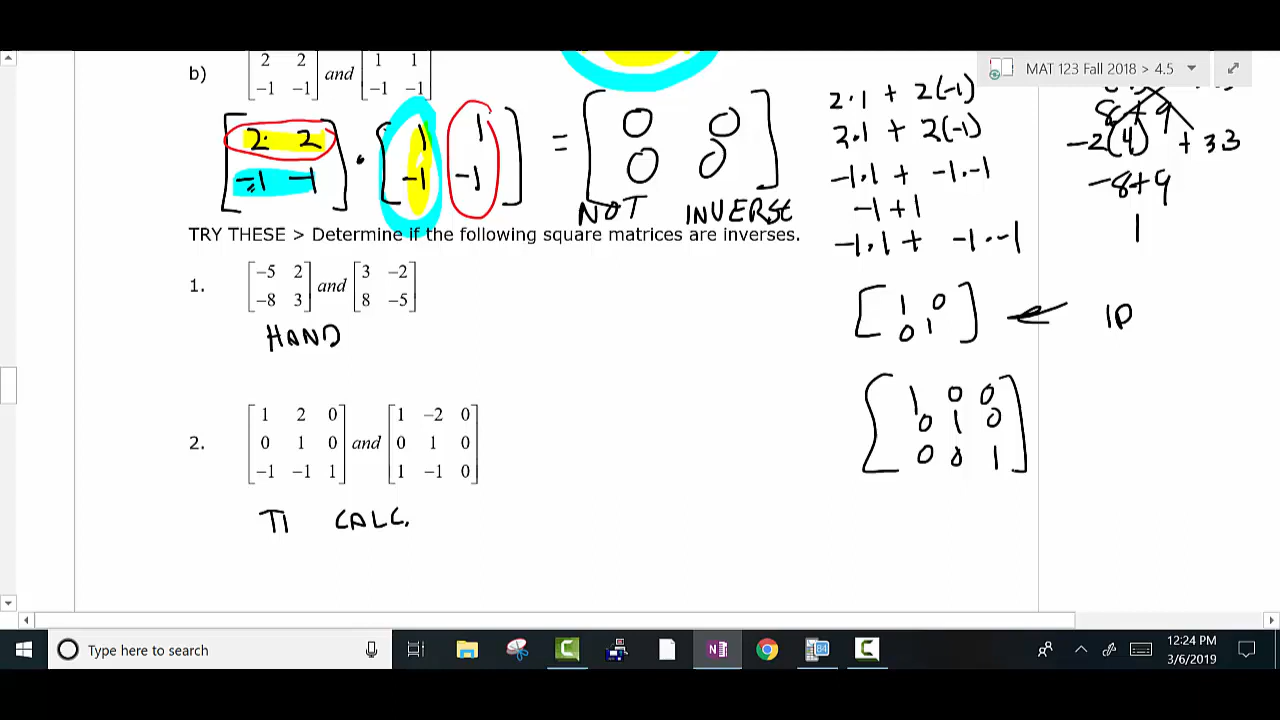 MAT 123 Fall 2018 > 4.5
b) [2 2 and [1 1
-1 -1] -1 -1]
[2· 2 · [1 1 = [0 0
-1 -1] -1 -1] 0 0]
NOT INVERSE
2·1 + 2(-1)
2·1 + 2(-1)
-1·1 + -1·-1
-1 + 1
-1·1 + -1·-1
8 + 9
-2(4) + 33
-8+9
1
TRY THESE > Determine if the following square matrices are inverses.
1. [-5 2 and [3 -2
-8 3] 8 -5]
HAND
[1 0
0 1] ← ID
2. [1 2 0 and [1 -2 0
0 1 0 0 1 0
-1 -1 1] 1 -1 0]
TI CALC.
[1 0 0
0 1 0
0 0 1]
Type here to search
84
12:24 PM
3/6/2019